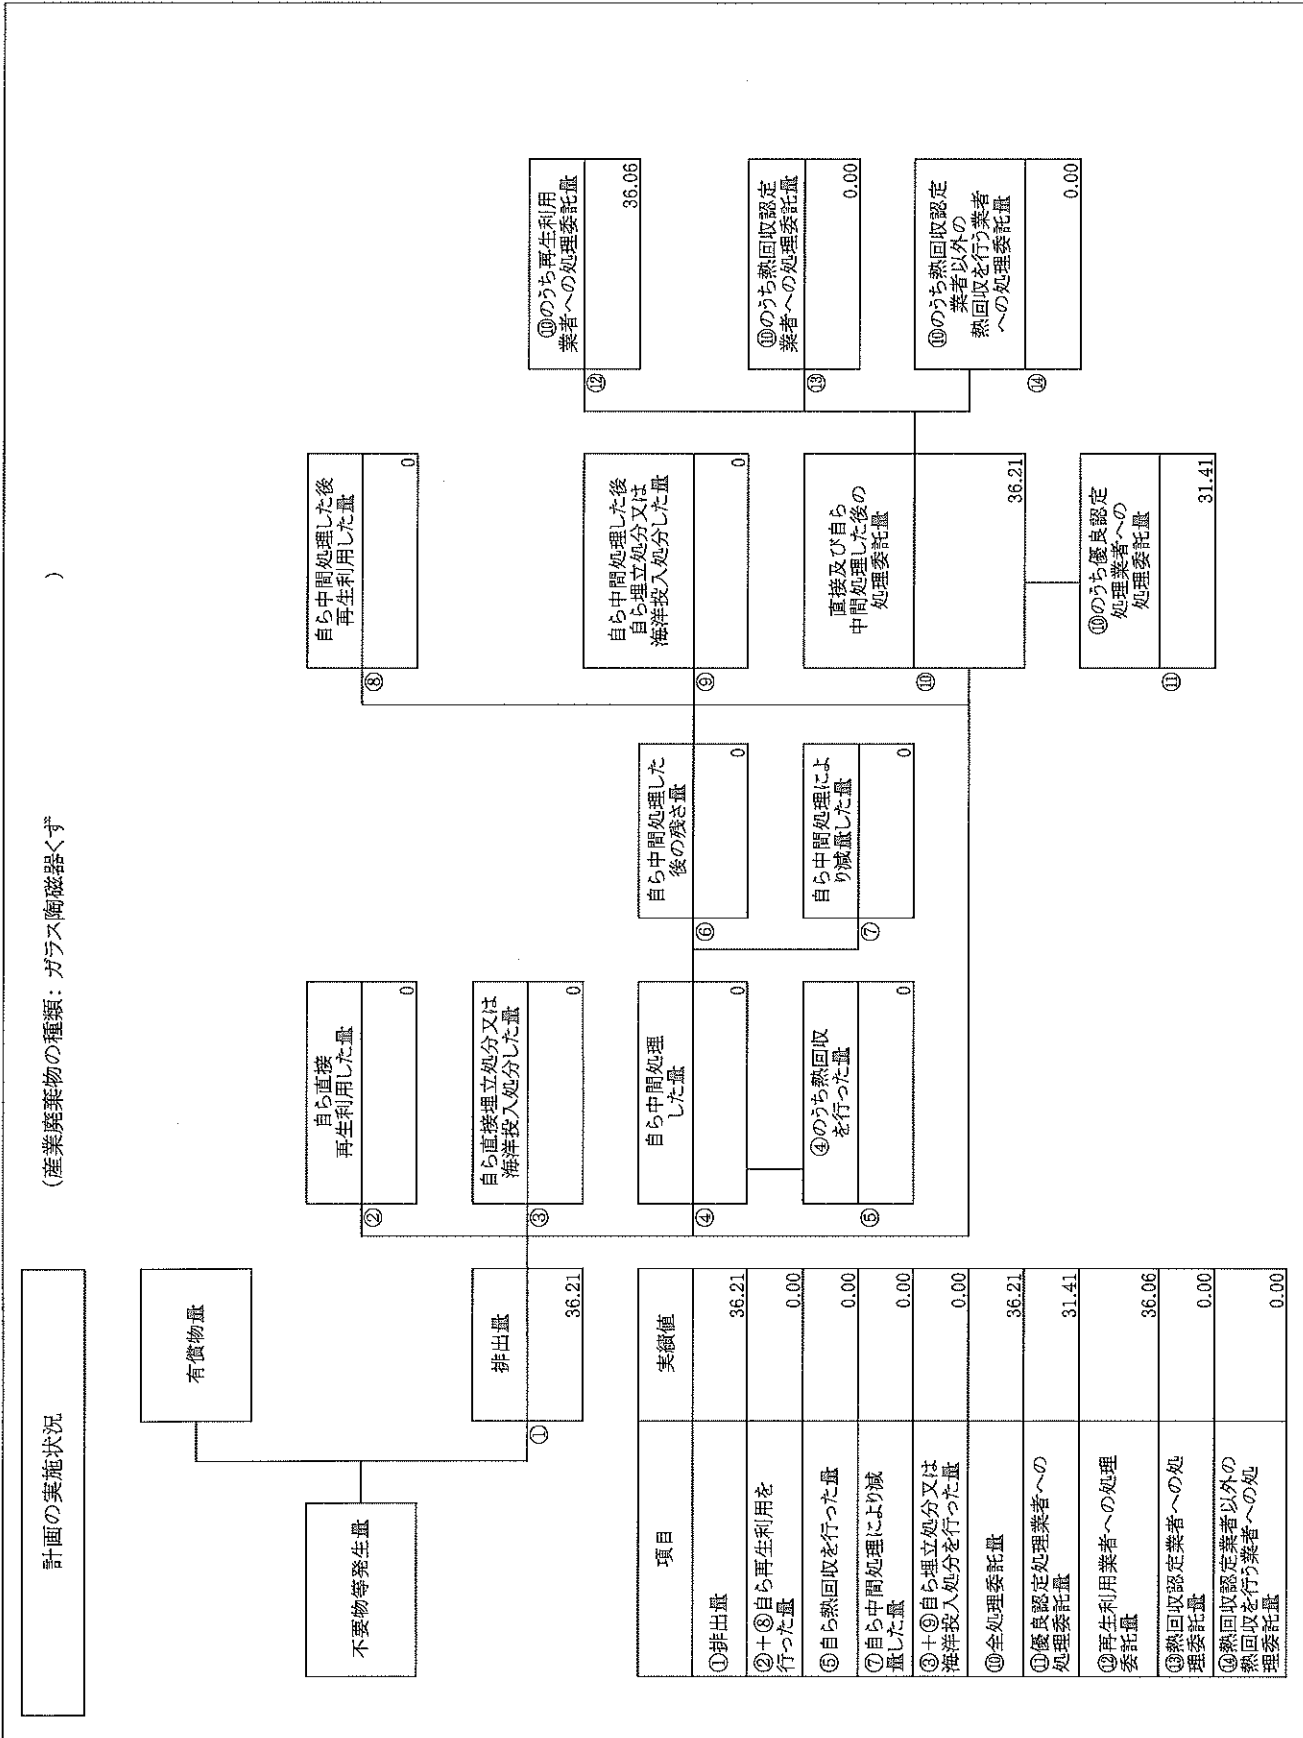 計画の実施状況
(産業廃棄物の種類： ガラス陶磁器くず
)
有償物量
不要物等発生量
排出量
①
36.21
自ら直接
再生利用した量
②
0
自ら直接埋立処分又は
海洋投入処分した量
③
0
自ら中間処理
した量
④
0
④のうち熱回収
を行った量
⑤
0
自ら中間処理した
後の残さ量
⑥
0
自ら中間処理によ
り減量した量
⑦
0
自ら中間処理した後
再生利用した量
⑧
0
自ら中間処理した後
自ら埋立処分又は
海洋投入処分した量
⑨
0
直接及び自ら
中間処理した後の
処理委託量
⑩
36.21
⑩のうち優良認定
処理業者への
処理委託量
⑪
31.41
⑩のうち再生利用
業者への処理委託量
⑫
36.06
⑩のうち熱回収認定
業者への処理委託量
⑬
0.00
⑩のうち熱回収認定
業者以外の
熱回収を行う業者
への処理委託量
⑭
0.00
項目 実績値
①排出量 36.21
②＋⑧自ら再生利用を
行った量 0.00
⑤自ら熱回収を行った量 0.00
⑦自ら中間処理により減
量した量 0.00
③＋⑨自ら埋立処分又は
海洋投入処分を行った量 0.00
⑩全処理委託量 36.21
⑪優良認定処理業者への
処理委託量 31.41
⑫再生利用業者への処理
委託量 36.06
⑬熱回収認定業者への処
理委託量 0.00
⑭熱回収認定業者以外の
熱回収を行う業者への処
理委託量 0.00